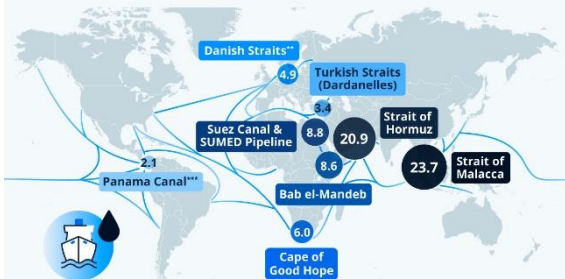 Danish Straits**
4.9
Turkish Straits
(Dardanelles)
3.4
Suez Canal &
SUMED Pipeline
8.8
20.9
Strait of
Hormuz
2.1
Panama Canal***
8.6
Bab el-Mandeb
23.7
Strait of
Malacca
6.0
Cape of
Good Hope